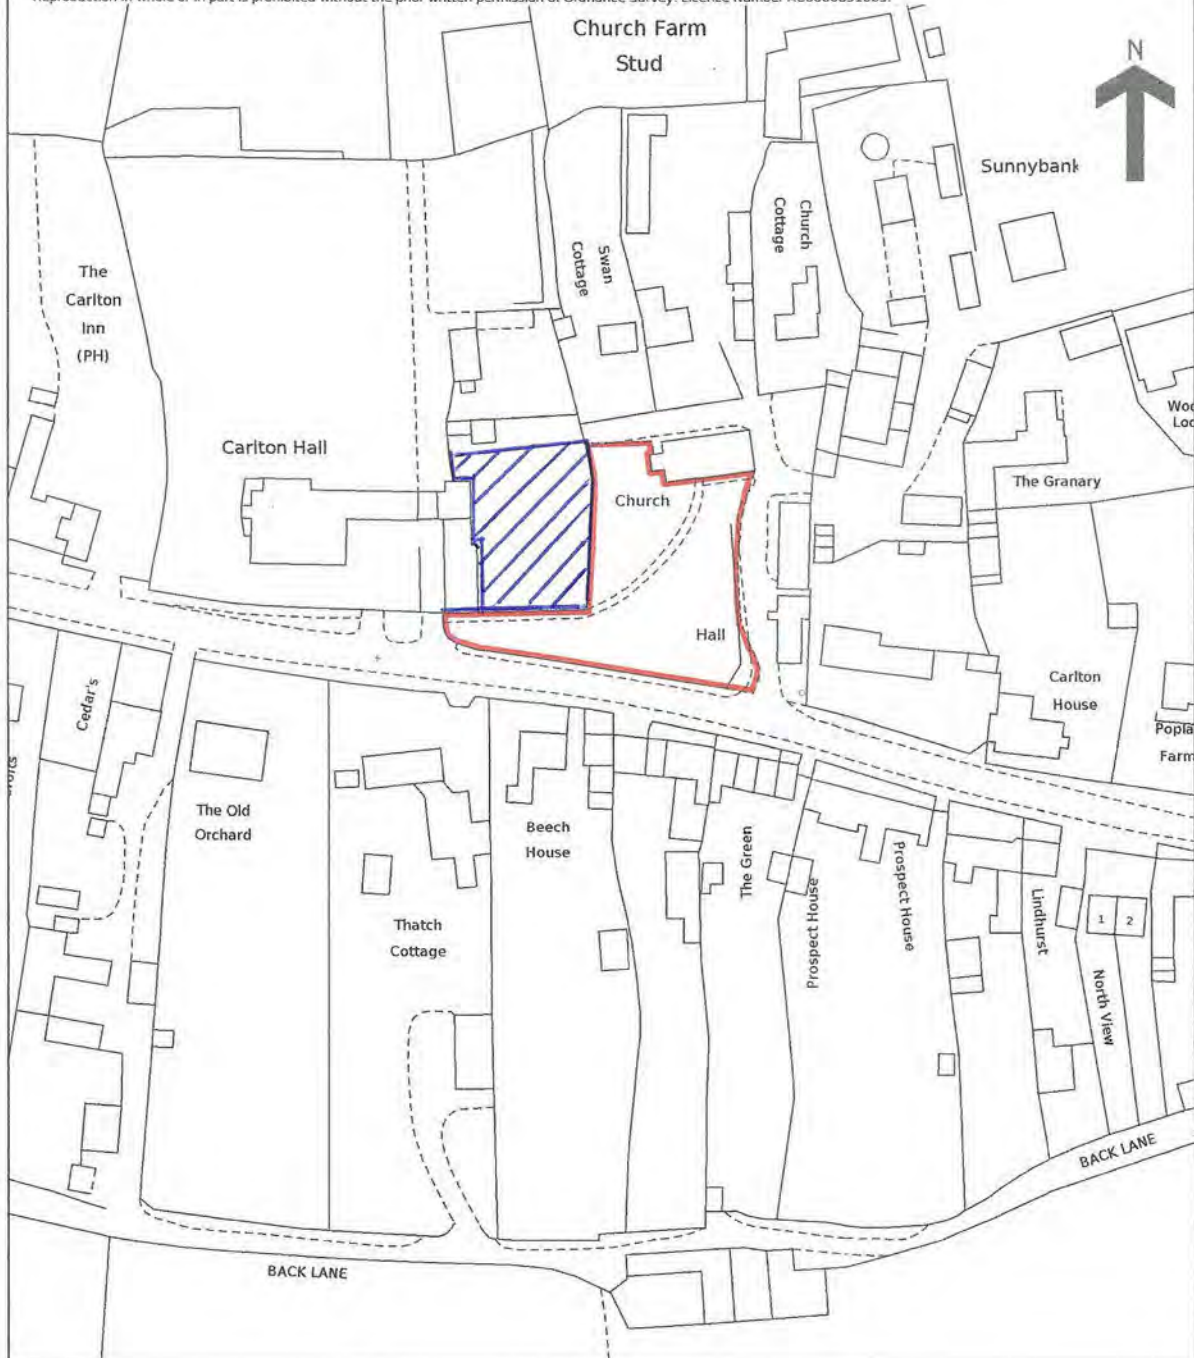 Church Farm
Stud
N
Sunnybank
Church
Cottage
Swan
Cottage
The
Carlton
Inn
(PH)
Carlton Hall
Church
The Granary
Hall
Carlton
House
Cedar's
Farm
The Old
Orchard
Beech
House
The Green
Prospect House
Prospect House
Thatch
Cottage
Lindhurst
1
2
North View
BACK LANE
BACK LANE